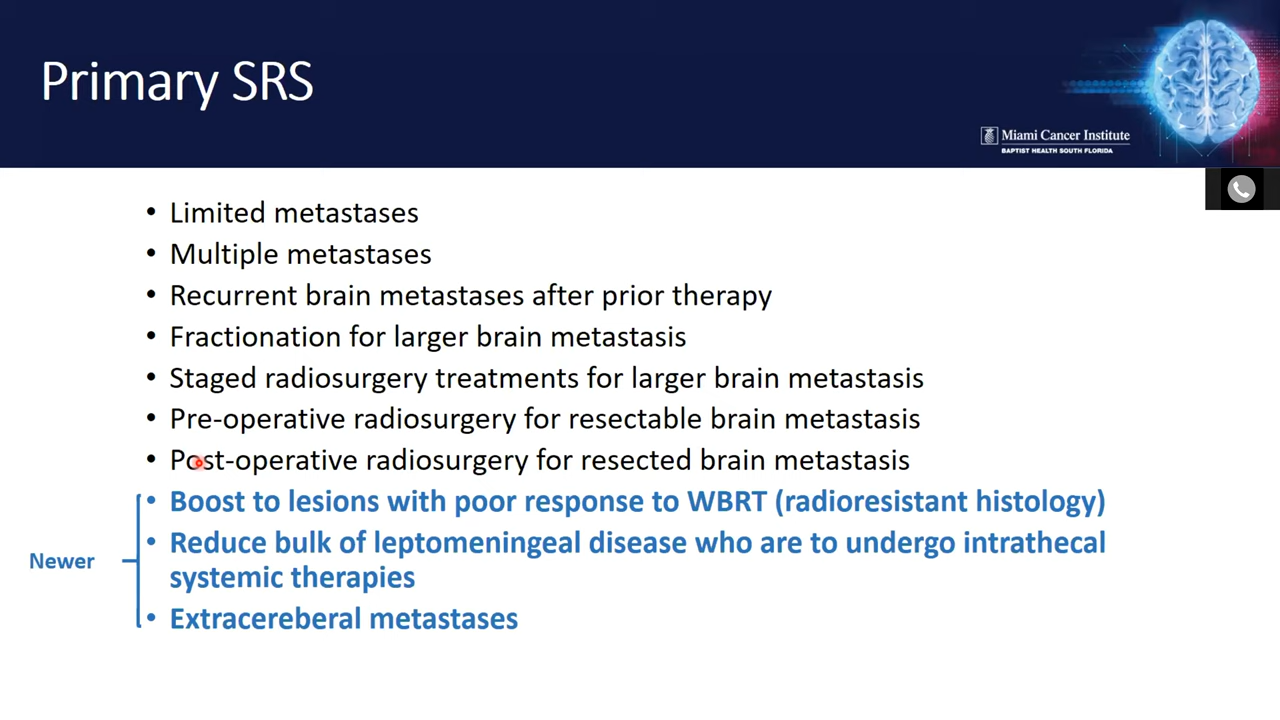 Primary SRS
Miami Cancer Institute
BAPTIST HEALTH SOUTH FLORIDA
• Limited metastases
• Multiple metastases
• Recurrent brain metastases after prior therapy
• Fractionation for larger brain metastasis
• Staged radiosurgery treatments for larger brain metastasis
• Pre-operative radiosurgery for resectable brain metastasis
• Post-operative radiosurgery for resected brain metastasis
• Boost to lesions with poor response to WBRT (radioresistant histology)
• Reduce bulk of leptomeningeal disease who are to undergo intrathecal
systemic therapies
• Extracereberal metastases
Newer